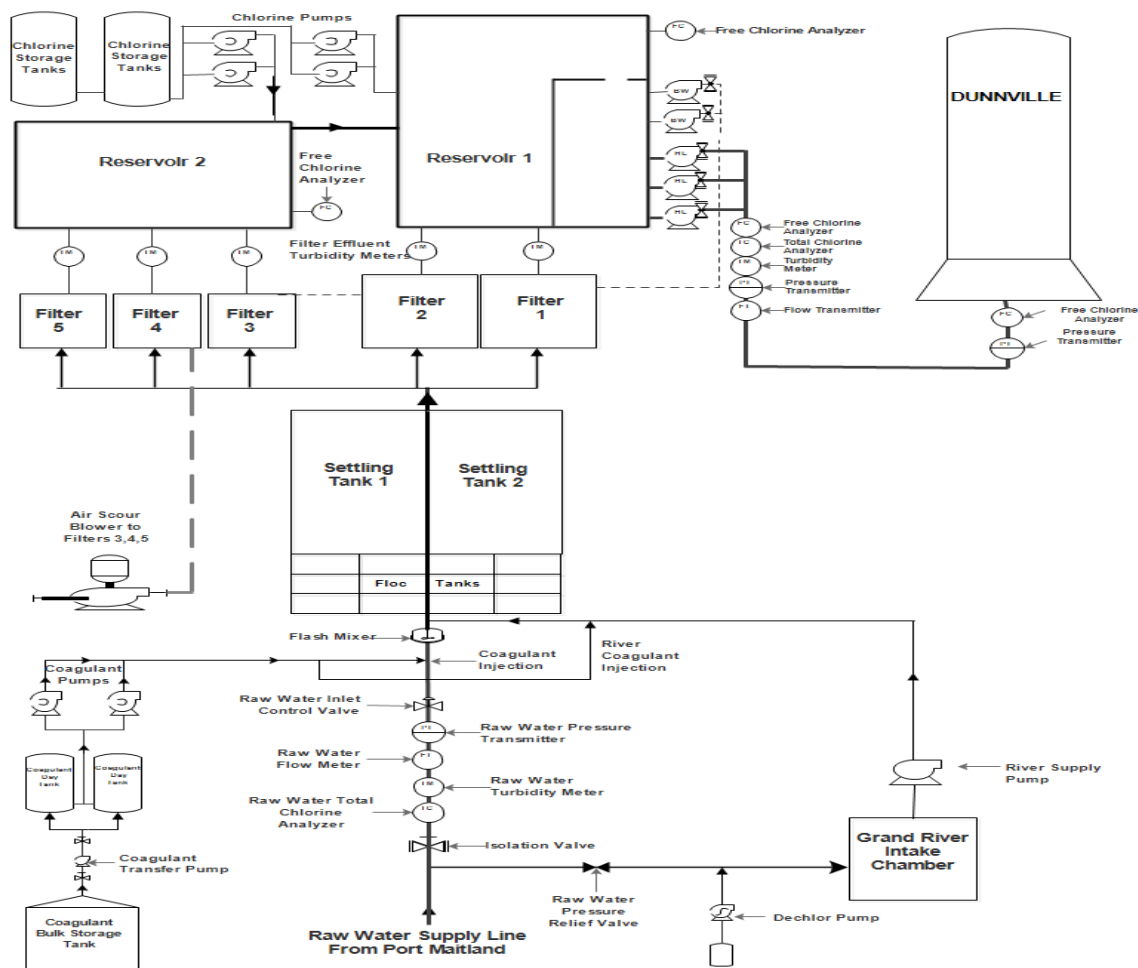 Chlorine Pumps
Chlorine
Storage
Tanks
Chlorine
Storage
Tanks
C
C
C
C
FC
Free Chlorine Analyzer
BW
BW
HL
HL
HL
DUNNVILLE
Reservoir 2
Reservoir 1
Free
Chlorine
Analyzer
FC
Filter Effluent
Turbidity Meters
TM
TM
TM
TM
TM
FC
Free Chlorine
Analyzer
TC
Total Chlorine
Analyzer
TM
Turbidity
Meter
PT
Pressure
Transmitter
FT
Flow Transmitter
FC
Free Chlorine
Analyzer
PT
Pressure
Transmitter
Filter
5
Filter
4
Filter
3
Filter
2
Filter
1
Settling
Tank 1
Settling
Tank 2
Floc
Tanks
Air Scour
Blower to
Filters 3,4,5
Flash Mixer
Coagulant
Injection
River
Coagulant
Injection
Coagulant
Pumps
C
C
Raw Water Inlet
Control Valve
PT
Raw Water Pressure
Transmitter
Raw Water
Flow Meter
FT
TM
Raw Water
Turbidity Meter
Raw Water Total
Chlorine
Analyzer
TC
Isolation Valve
Coagulant
Day
Tank
Coagulant
Day
Tank
Coagulant
Transfer Pump
Coagulant
Bulk Storage
Tank
River Supply
Pump
Grand River
Intake
Chamber
Raw Water
Pressure
Relief Valve
Dechlor Pump
Raw Water Supply Line
From Port Maitland